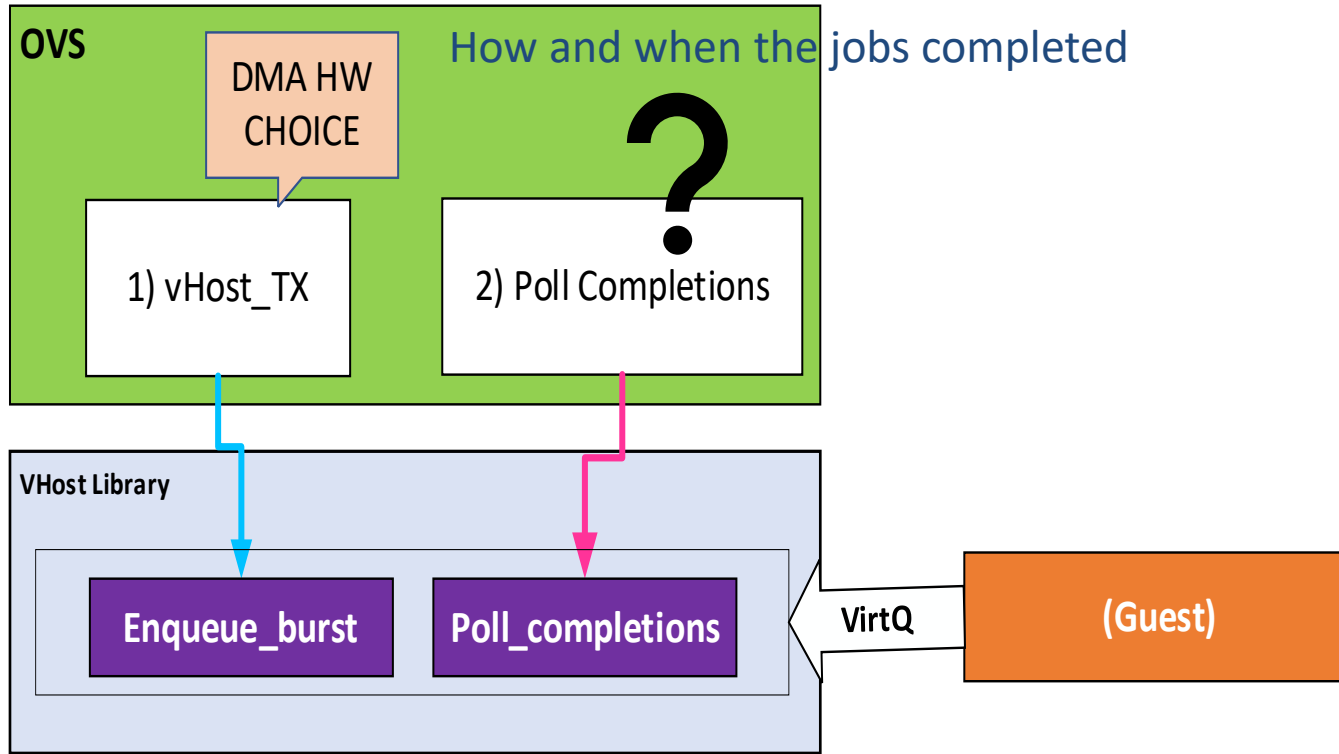 OVS
How and when the jobs completed
DMA HW
CHOICE
?
1) vHost_TX
2) Poll Completions
VHost Library
Enqueue_burst
Poll_completions
VirtQ
(Guest)